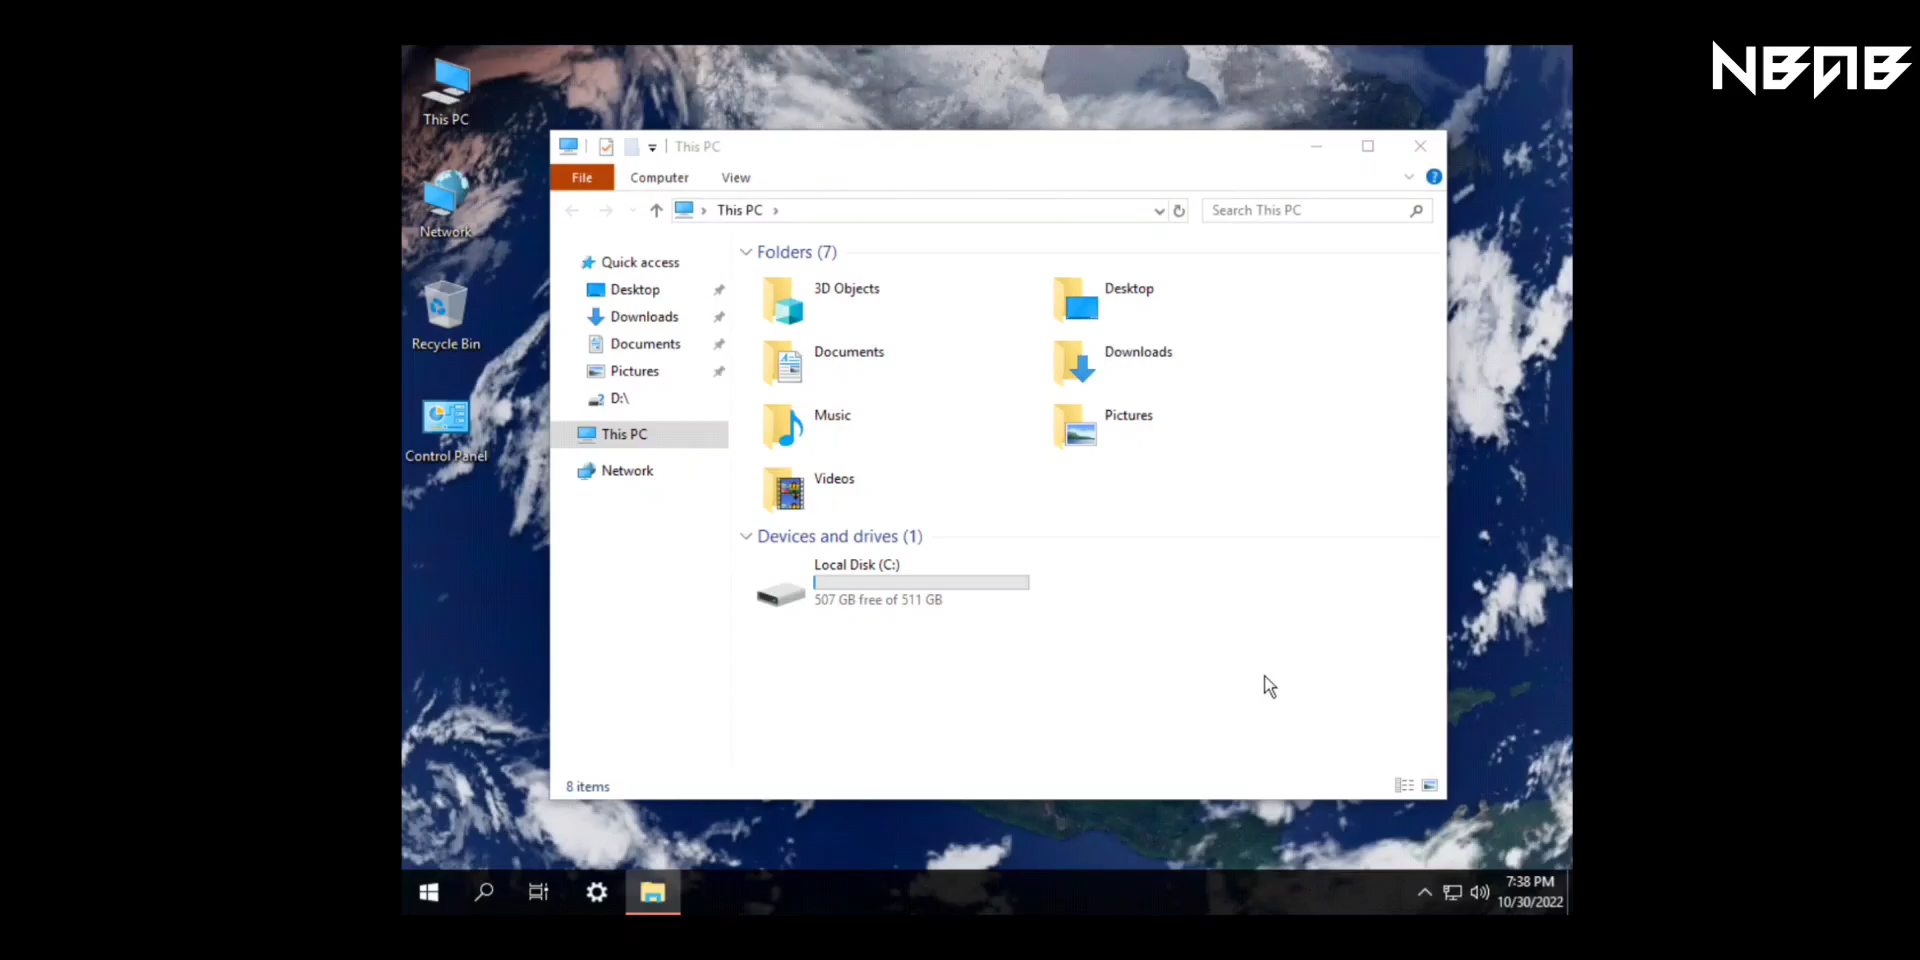 NBAB
This PC
Network
Recycle Bin
Control Panel
This PC
File
Computer
View
This PC
Search This PC
Quick access
Desktop
Downloads
Documents
Pictures
D:\
This PC
Network
Folders (7)
3D Objects
Desktop
Documents
Downloads
Music
Pictures
Videos
Devices and drives (1)
Local Disk (C:)
507 GB free of 511 GB
8 items
7:38 PM
10/30/2022